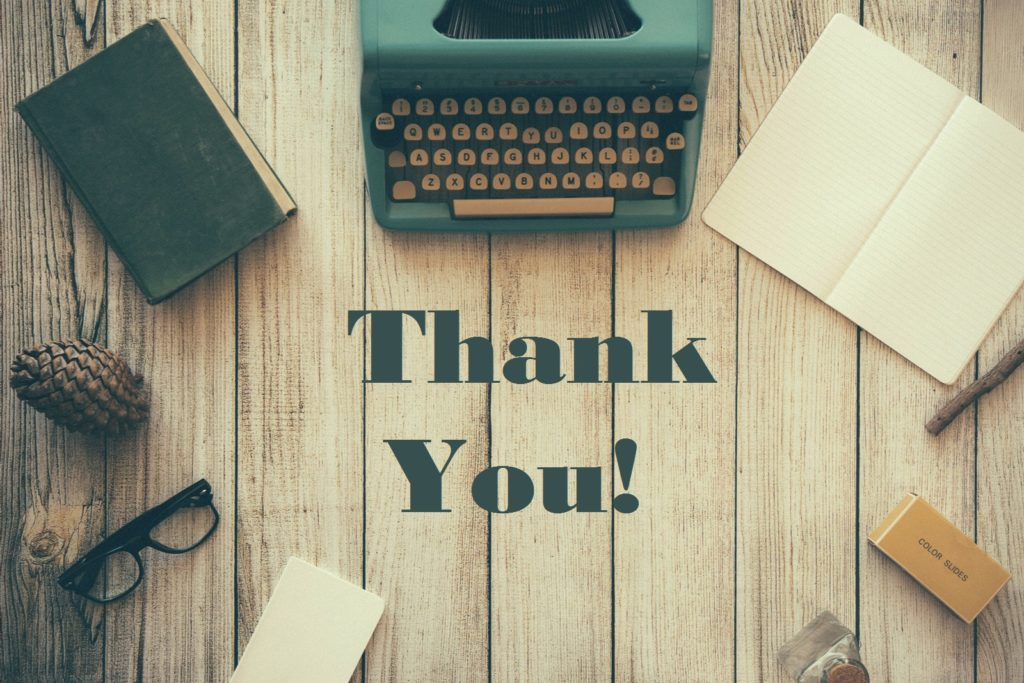 Q W E R T Y U I O P
A S D F G H J K L
Z X C V B N M
Thank
You!
COLOR SLIDES